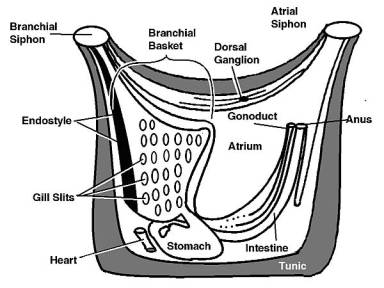 Branchial
Siphon
Atrial
Siphon
Branchial
Basket
Dorsal
Ganglion
Endostyle
Gonoduct
Anus
Atrium
Gill Slits
Heart
Stomach
Intestine
Tunic